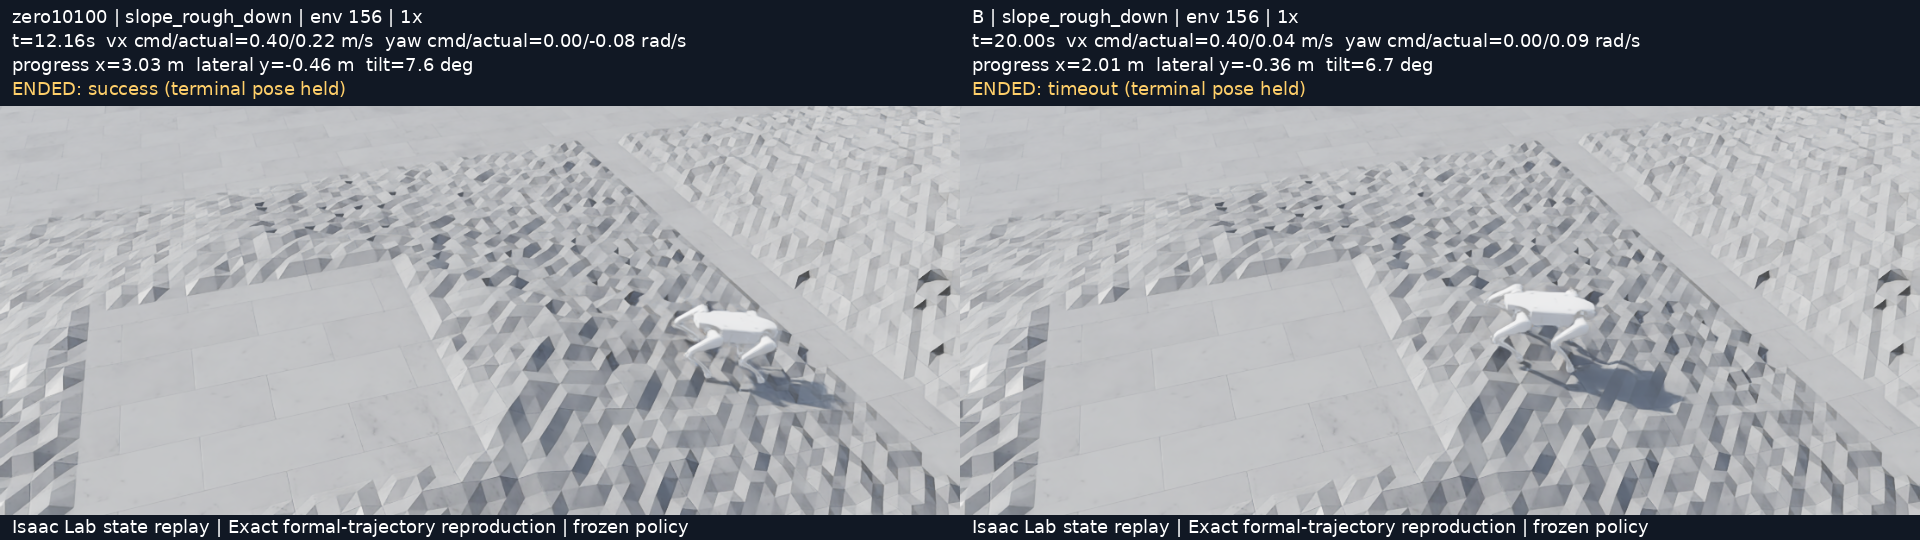 zero10100 | slope_rough_down | env 156 | 1x
t=12.16s  vx cmd/actual=0.40/0.22 m/s  yaw cmd/actual=0.00/-0.08 rad/s
progress x=3.03 m  lateral y=-0.46 m  tilt=7.6 deg
ENDED: success (terminal pose held)
Isaac Lab state replay | Exact formal-trajectory reproduction | frozen policy
B | slope_rough_down | env 156 | 1x
t=20.00s  vx cmd/actual=0.40/0.04 m/s  yaw cmd/actual=0.00/0.09 rad/s
progress x=2.01 m  lateral y=-0.36 m  tilt=6.7 deg
ENDED: timeout (terminal pose held)
Isaac Lab state replay | Exact formal-trajectory reproduction | frozen policy